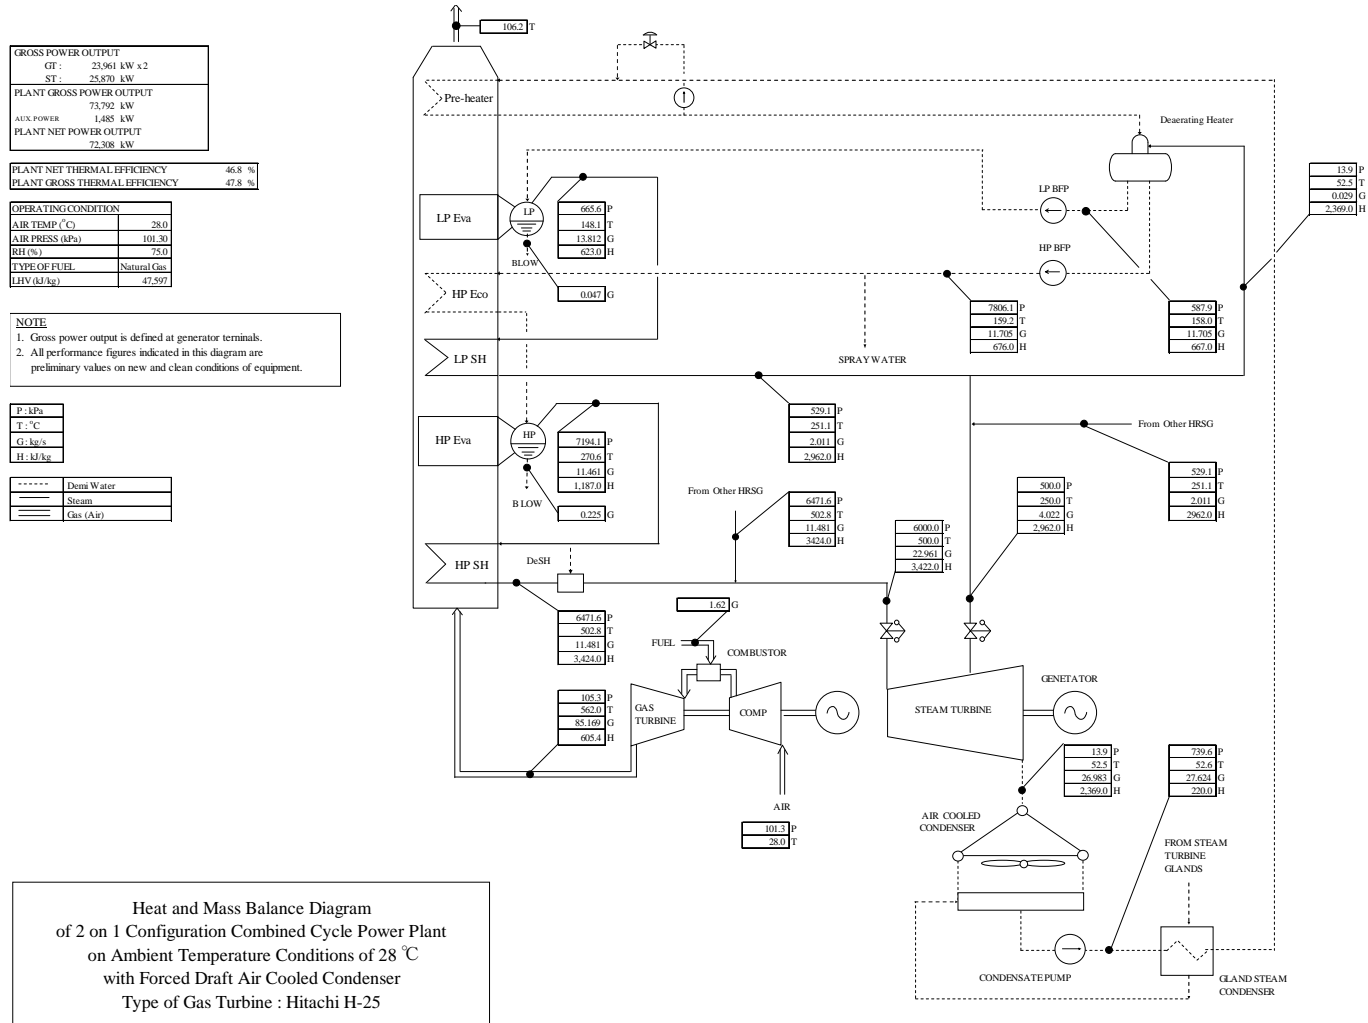 106.2 T
GROSS POWER OUTPUT
GT : 23,961 kW x 2
ST : 25,870 kW
PLANT GROSS POWER OUTPUT
73,792 kW
AUX. POWER 1,485 kW
PLANT NET POWER OUTPUT
72,308 kW
PLANT NET THERMAL EFFICIENCY 46.8 %
PLANT GROSS THERMAL EFFICIENCY 47.8 %
OPERATING CONDITION
AIR TEMP (°C) 28.0
AIR PRESS (kPa) 101.30
RH (%) 75.0
TYPE OF FUEL Natural Gas
LHV (kJ/kg) 47,597
NOTE
1. Gross power output is defined at generator terninals.
2. All performance figures indicated in this diagram are
preliminary values on new and clean conditions of equipment.
P : kPa
T : °C
G : kg/s
H : kJ/kg
Demi Water
Steam
Gas (Air)
Pre-heater
Deaerating Heater
13.9 P
52.5 T
0.029 G
2,369.0 H
LP Eva
LP
BLOW
665.6 P
148.1 T
13.812 G
623.0 H
0.047 G
LP BFP
HP BFP
HP Eco
7806.1 P
159.2 T
11.705 G
676.0 H
587.9 P
158.0 T
11.705 G
667.0 H
SPRAY WATER
LP SH
529.1 P
251.1 T
2.011 G
2,962.0 H
From Other HRSG
529.1 P
251.1 T
2.011 G
2962.0 H
HP Eva
HP
B LOW
7194.1 P
270.6 T
11.461 G
1,187.0 H
0.225 G
From Other HRSG
6471.6 P
502.8 T
11.481 G
3424.0 H
500.0 P
250.0 T
4.022 G
2,962.0 H
6000.0 P
500.0 T
22.961 G
3,422.0 H
HP SH
DeSH
6471.6 P
502.8 T
11.481 G
3,424.0 H
1.62 G
FUEL
COMBUSTOR
105.3 P
562.0 T
85.169 G
605.4 H
GAS
TURBINE
COMP
AIR
101.3 P
28.0 T
STEAM TURBINE
GENETATOR
13.9 P
52.5 T
26.983 G
2,369.0 H
739.6 P
52.6 T
27.624 G
220.0 H
AIR COOLED
CONDENSER
FROM STEAM
TURBINE
GLANDS
CONDENSATE PUMP
GLAND STEAM
CONDENSER
Heat and Mass Balance Diagram
of 2 on 1 Configuration Combined Cycle Power Plant
on Ambient Temperature Conditions of 28 ℃
with Forced Draft Air Cooled Condenser
Type of Gas Turbine : Hitachi H-25